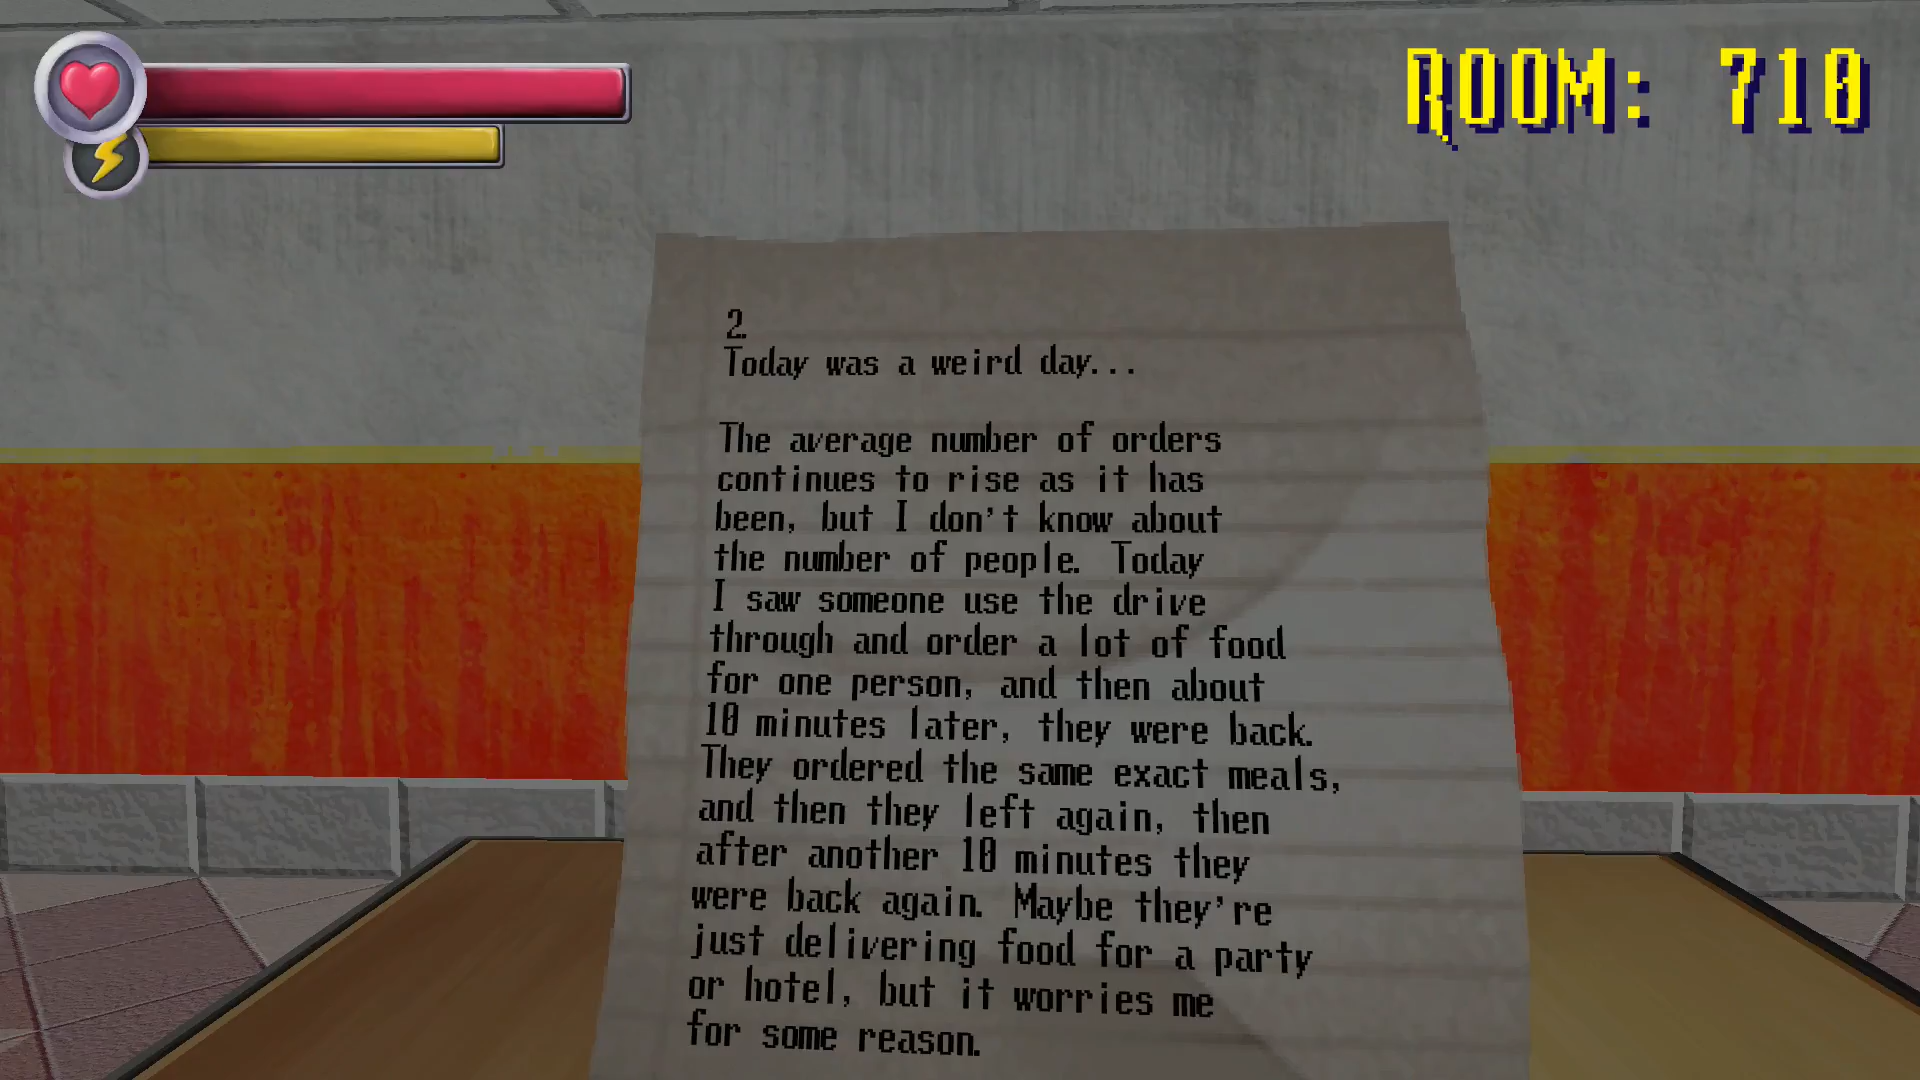 ROOM: 710
2.
Today was a weird day...
The average number of orders
continues to rise as it has
been, but I don't know about
the number of people. Today
I saw someone use the drive
through and order a lot of food
for one person, and then about
10 minutes later, they were back.
They ordered the same exact meals,
and then they left again, then
after another 10 minutes they
were back again. Maybe they're
just delivering food for a party
or hotel, but it worries me
for some reason.